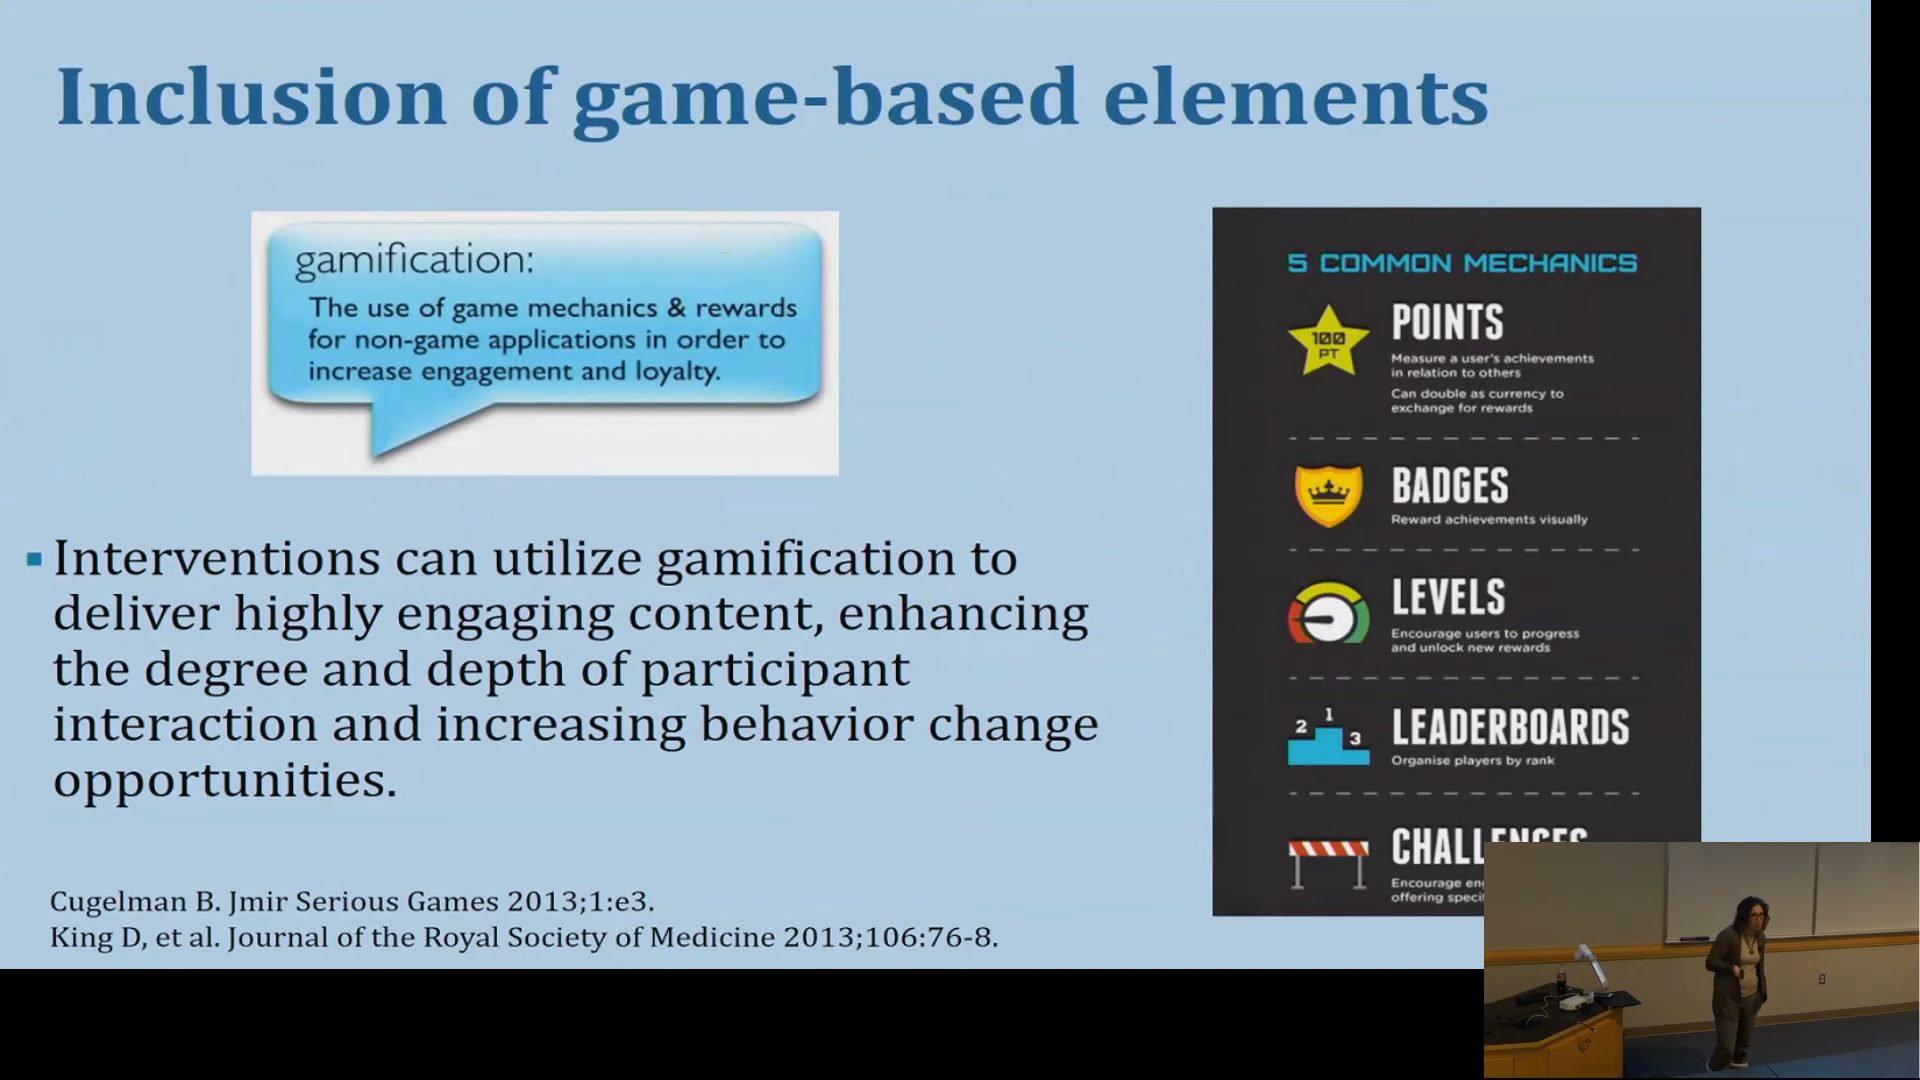 Inclusion of game-based elements
gamification:
The use of game mechanics & rewards
for non-game applications in order to
increase engagement and loyalty.
▪ Interventions can utilize gamification to
deliver highly engaging content, enhancing
the degree and depth of participant
interaction and increasing behavior change
opportunities.
Cugelman B. Jmir Serious Games 2013;1:e3.
King D, et al. Journal of the Royal Society of Medicine 2013;106:76-8.
5 COMMON MECHANICS
100
PT
POINTS
Measure a user's achievements
in relation to others
Can double as currency to
exchange for rewards
BADGES
Reward achievements visually
LEVELS
Encourage users to progress
and unlock new rewards
2 1 3
LEADERBOARDS
Organise players by rank
CHALLENGES
Encourage
offering